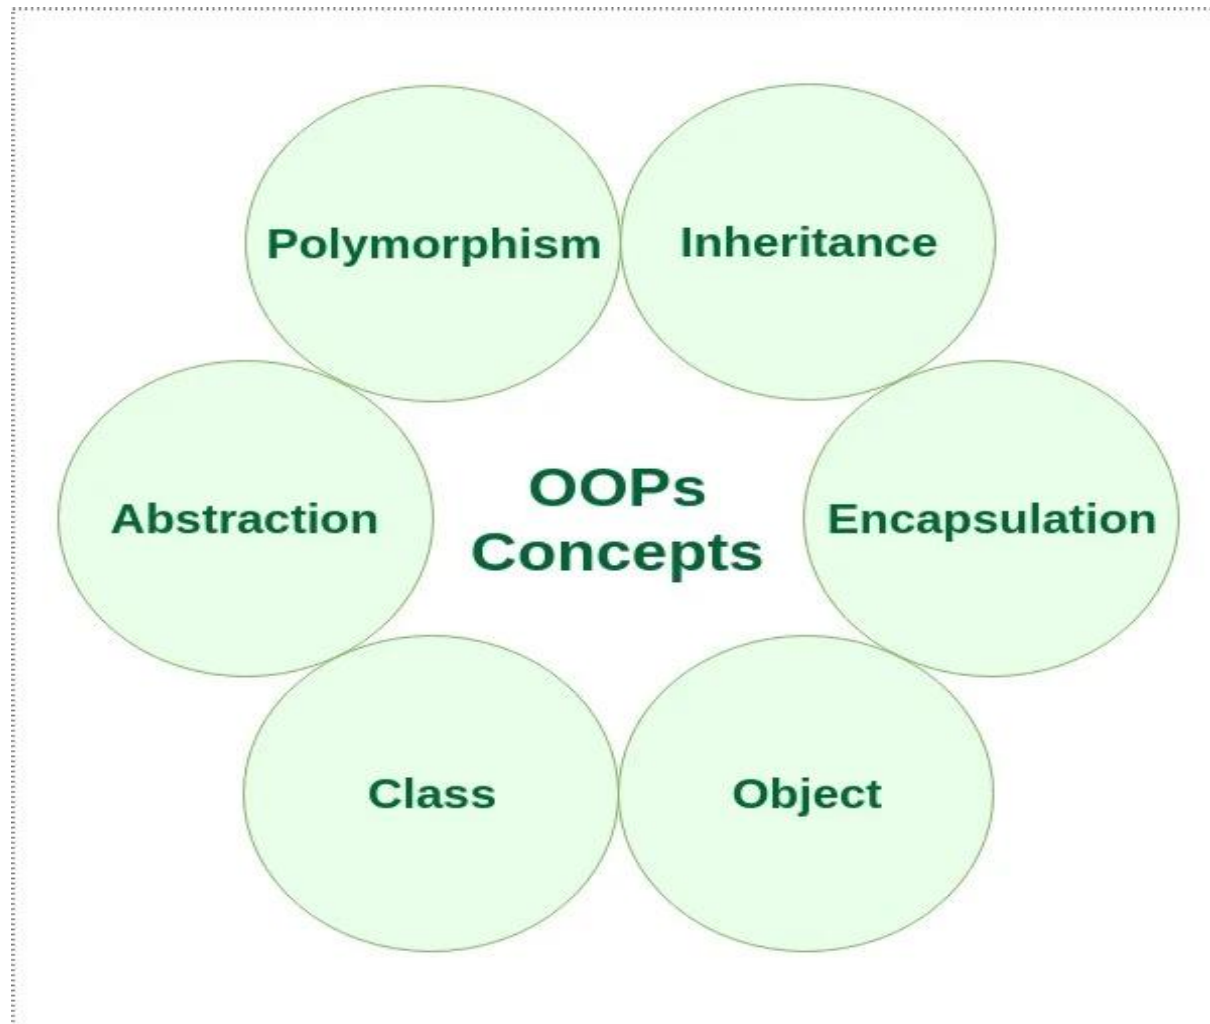 Polymorphism
Inheritance
Abstraction
OOPs
Concepts
Encapsulation
Class
Object